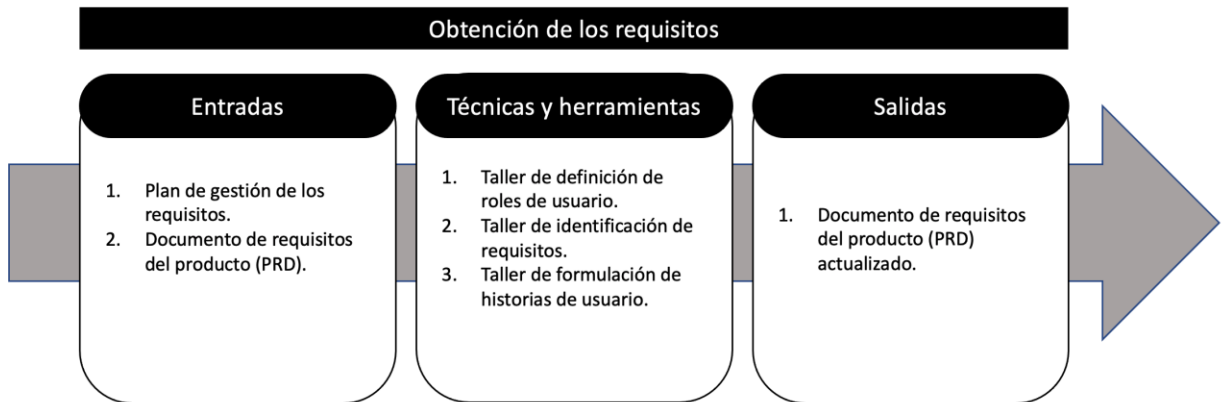 Obtención de los requisitos
Entradas
1. Plan de gestión de los
requisitos.
2. Documento de requisitos
del producto (PRD).
Técnicas y herramientas
1. Taller de definición de
roles de usuario.
2. Taller de identificación de
requisitos.
3. Taller de formulación de
historias de usuario.
Salidas
1. Documento de requisitos
del producto (PRD)
actualizado.